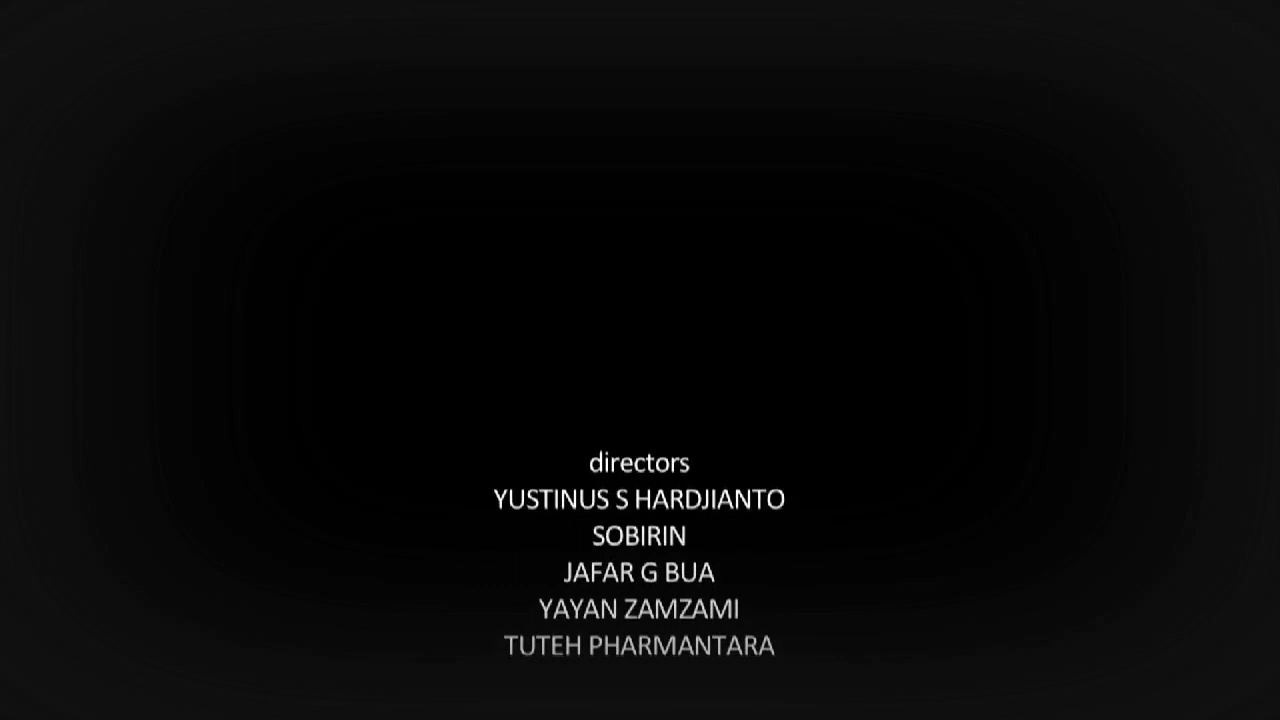 directors
YUSTINUS S HARDJIANTO
SOBIRIN
JAFAR G BUA
YAYAN ZAMZAMI
TUTEH PHARMANTARA